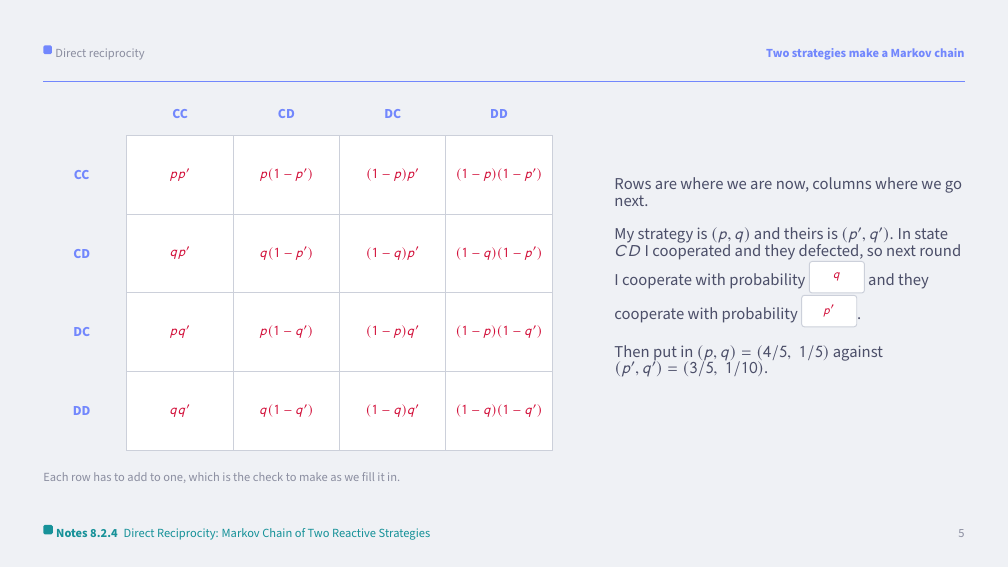 Direct reciprocity
Two strategies make a Markov chain
CC CD DC DD
CC pp′ p(1 − p′) (1 − p)p′ (1 − p)(1 − p′)
CD qp′ q(1 − p′) (1 − q)p′ (1 − q)(1 − p′)
DC pq′ p(1 − q′) (1 − p)q′ (1 − p)(1 − q′)
DD qq′ q(1 − q′) (1 − q)q′ (1 − q)(1 − q′)
Each row has to add to one, which is the check to make as we fill it in.
Rows are where we are now, columns where we go
next.
My strategy is (p, q) and theirs is (p′, q′). In state
CD I cooperated and they defected, so next round
I cooperate with probability q and they
cooperate with probability p′.
Then put in (p, q) = (4/5, 1/5) against
(p′, q′) = (3/5, 1/10).
Notes 8.2.4 Direct Reciprocity: Markov Chain of Two Reactive Strategies
5